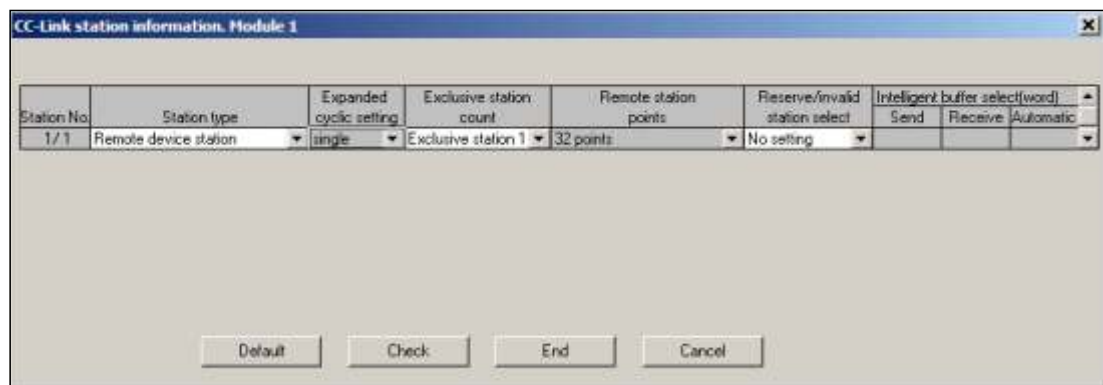 CC-Link station information. Module 1
Expanded Exclusive station Remote station Reserve/invalid Intelligent buffer select(word)
Station No. Station type cyclic setting count points station select Send Receive Automatic
1/1 Remote device station single Exclusive station 1 32 points No setting
Default Check End Cancel